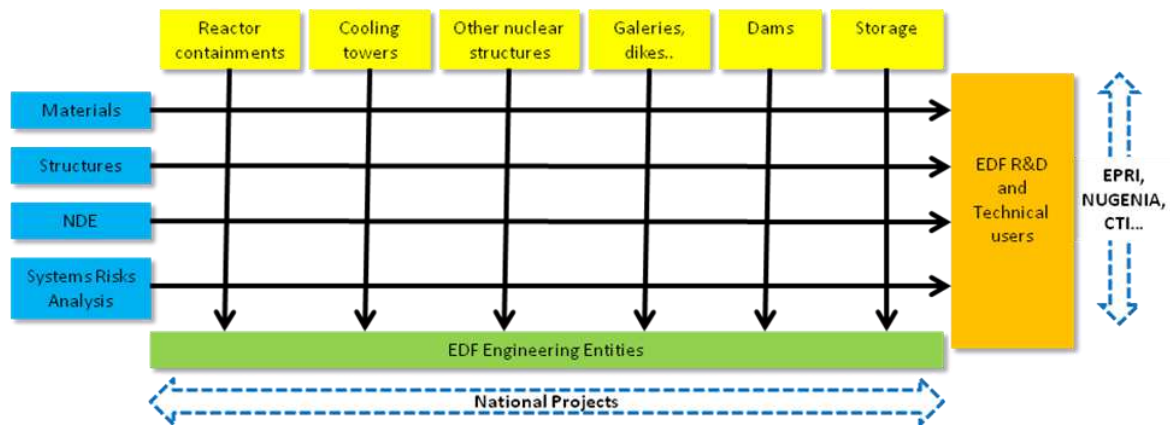 Reactor
containments
Cooling
towers
Other nuclear
structures
Galeries,
dikes..
Dams
Storage
Materials
Structures
NDE
Systems Risks
Analysis
EDF R&D
and
Technical
users
EPRI,
NUGENIA,
CTI...
EDF Engineering Entities
National Projects